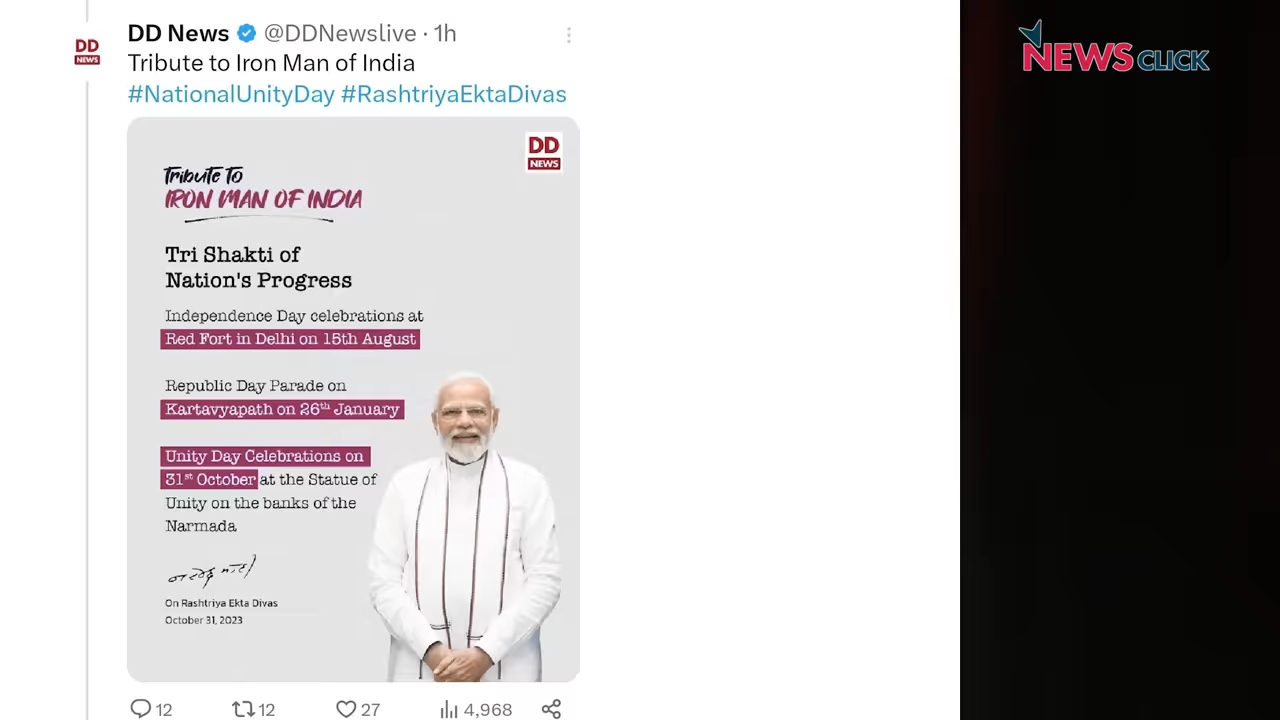 DD News @DDNewslive · 1h
DD
NEWS
Tribute to Iron Man of India
#NationalUnityDay #RashtriyaEktaDivas
DD
NEWS
Tribute To
IRON MAN OF INDIA
Tri Shakti of
Nation's Progress
Independence Day celebrations at
Red Fort in Delhi on 15th August
Republic Day Parade on
Kartavyapath on 26th January
Unity Day Celebrations on
31st October at the Statue of
Unity on the banks of the
Narmada
नरेन्द्र मोदी
On Rashtriya Ekta Divas
October 31, 2023
12 12 27 4,968
NEWSCLICK